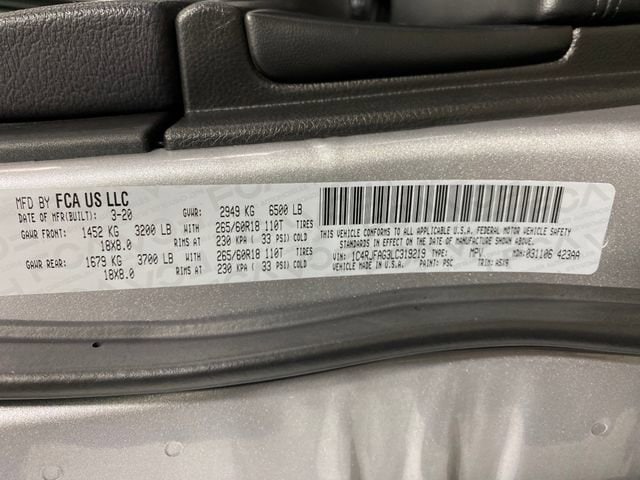 MFD BY FCA US LLC
DATE OF MFR(BUILT): 3-20 GVWR: 2949 KG 6500 LB
GAWR FRONT: 1452 KG 3200 LB WITH 265/60R18 110T TIRES
18X8.0 RIMS AT 230 KPA ( 33 PSI) COLD
GAWR REAR: 1679 KG 3700 LB WITH 265/60R18 110T TIRES
18X8.0 RIMS AT 230 KPA ( 33 PSI) COLD
THIS VEHICLE CONFORMS TO ALL APPLICABLE U.S.A. FEDERAL MOTOR VEHICLE SAFETY
STANDARDS IN EFFECT ON THE DATE OF MANUFACTURE SHOWN ABOVE.
VIN: 1C4RJFAG3LC319219 TYPE: MPV MDH: 031106 423AA
VEHICLE MADE IN U.S.A. PAINT: PSC TRIM: A5X9